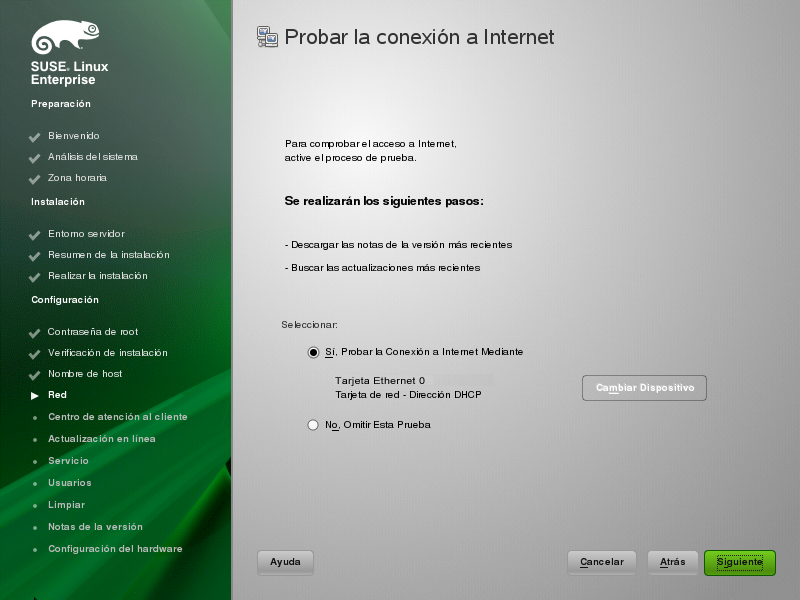 SUSE. Linux
Enterprise
Preparación
Bienvenido
Análisis del sistema
Zona horaria
Instalación
Entorno servidor
Resumen de la instalación
Realizar la instalación
Configuración
Contraseña de root
Verificación de instalación
Nombre de host
Red
Centro de atención al cliente
Actualización en línea
Servicio
Usuarios
Limpiar
Notas de la versión
Configuración del hardware
Probar la conexión a Internet
Para comprobar el acceso a Internet,
active el proceso de prueba.
Se realizarán los siguientes pasos:
- Descargar las notas de la versión más recientes
- Buscar las actualizaciones más recientes
Seleccionar:
Sí, Probar la Conexión a Internet Mediante
Tarjeta Ethernet 0
Tarjeta de red - Dirección DHCP
Cambiar Dispositivo
No, Omitir Esta Prueba
Ayuda
Cancelar
Atrás
Siguiente